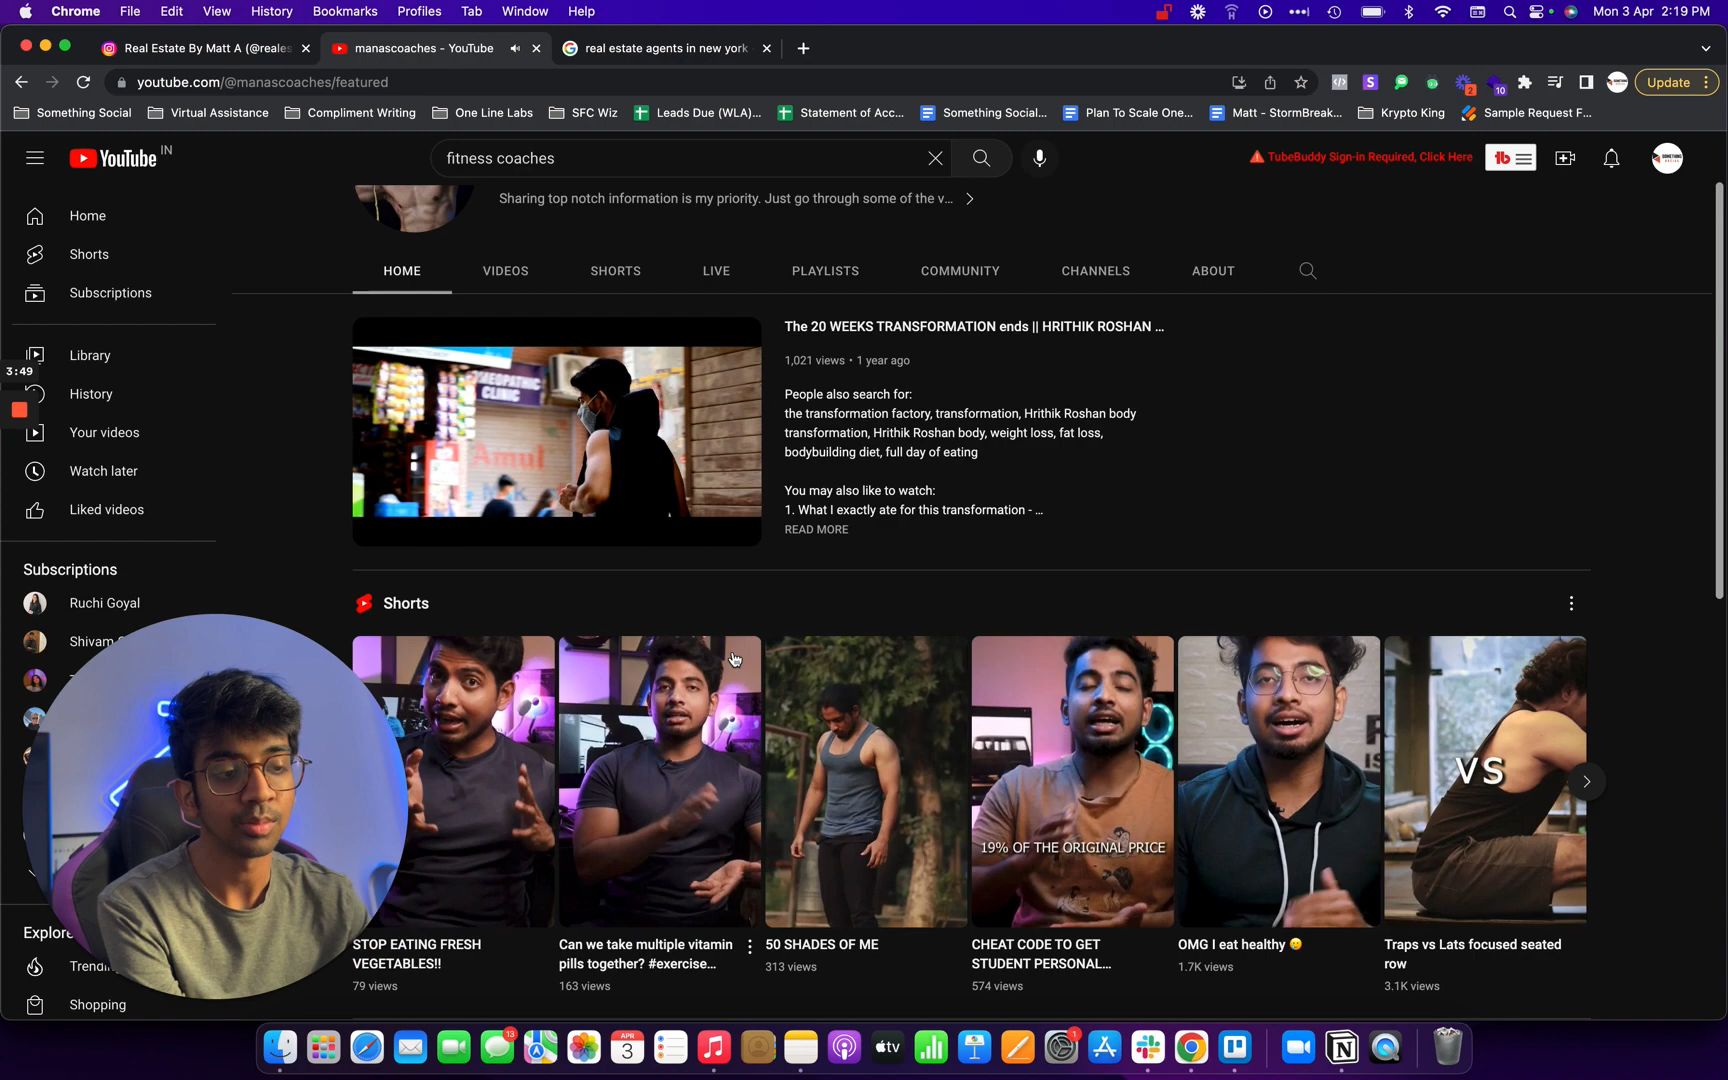 Chrome File Edit View History Bookmarks Profiles Tab Window Help
Mon 3 Apr 2:19 PM
Real Estate By Matt A (@reales
manascoaches - YouTube
real estate agents in new york
youtube.com/@manascoaches/featured
2
10
Update
Something Social
Virtual Assistance
Compliment Writing
One Line Labs
SFC Wiz
Leads Due (WLA)...
Statement of Acc...
Something Social...
Plan To Scale One...
Matt - StormBreak...
Krypto King
Sample Request F...
YouTube IN
fitness coaches
TubeBuddy Sign-in Required, Click Here
tb
Home
Shorts
Subscriptions
Library
3:49
History
Your videos
Watch later
Liked videos
Subscriptions
Ruchi Goyal
Explore
Shopping
Sharing top notch information is my priority. Just go through some of the v...
HOME
VIDEOS
SHORTS
LIVE
PLAYLISTS
COMMUNITY
CHANNELS
ABOUT
The 20 WEEKS TRANSFORMATION ends || HRITHIK ROSHAN ...
1,021 views • 1 year ago
People also search for:
the transformation factory, transformation, Hrithik Roshan body
transformation, Hrithik Roshan body, weight loss, fat loss,
bodybuilding diet, full day of eating
You may also like to watch:
1. What I exactly ate for this transformation - ...
READ MORE
CLINIC
Amul
Shorts
19% OF THE ORIGINAL PRICE
VS
STOP EATING FRESH
VEGETABLES!!
79 views
Can we take multiple vitamin
pills together? #exercise...
163 views
50 SHADES OF ME
313 views
CHEAT CODE TO GET
STUDENT PERSONAL...
574 views
OMG I eat healthy 🥲
1.7K views
Traps vs Lats focused seated
row
3.1K views
13
APR
3
tv
1